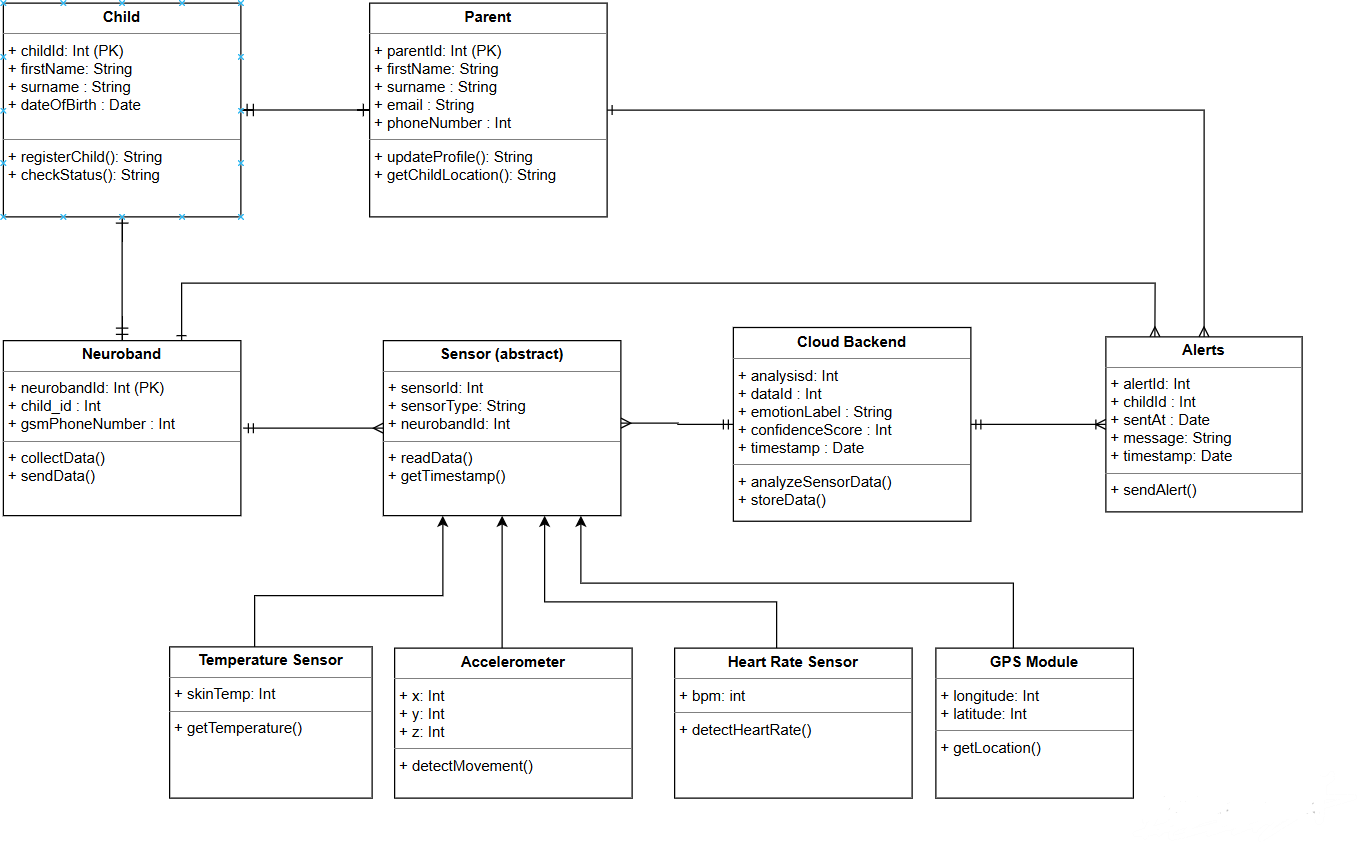 Child
+ childId: Int (PK)
+ firstName: String
+ surname : String
+ dateOfBirth : Date
+ registerChild(): String
+ checkStatus(): String
Parent
+ parentId: Int (PK)
+ firstName: String
+ surname : String
+ email : String
+ phoneNumber : Int
+ updateProfile(): String
+ getChildLocation(): String
Neuroband
+ neurobandId: Int (PK)
+ child_id : Int
+ gsmPhoneNumber : Int
+ collectData()
+ sendData()
Sensor (abstract)
+ sensorId: Int
+ sensorType: String
+ neurobandId: Int
+ readData()
+ getTimestamp()
Cloud Backend
+ analysisd: Int
+ dataId : Int
+ emotionLabel : String
+ confidenceScore : Int
+ timestamp : Date
+ analyzeSensorData()
+ storeData()
Alerts
+ alertId: Int
+ childId : Int
+ sentAt : Date
+ message: String
+ timestamp: Date
+ sendAlert()
Temperature Sensor
+ skinTemp: Int
+ getTemperature()
Accelerometer
+ x: Int
+ y: Int
+ z: Int
+ detectMovement()
Heart Rate Sensor
+ bpm: int
+ detectHeartRate()
GPS Module
+ longitude: Int
+ latitude: Int
+ getLocation()